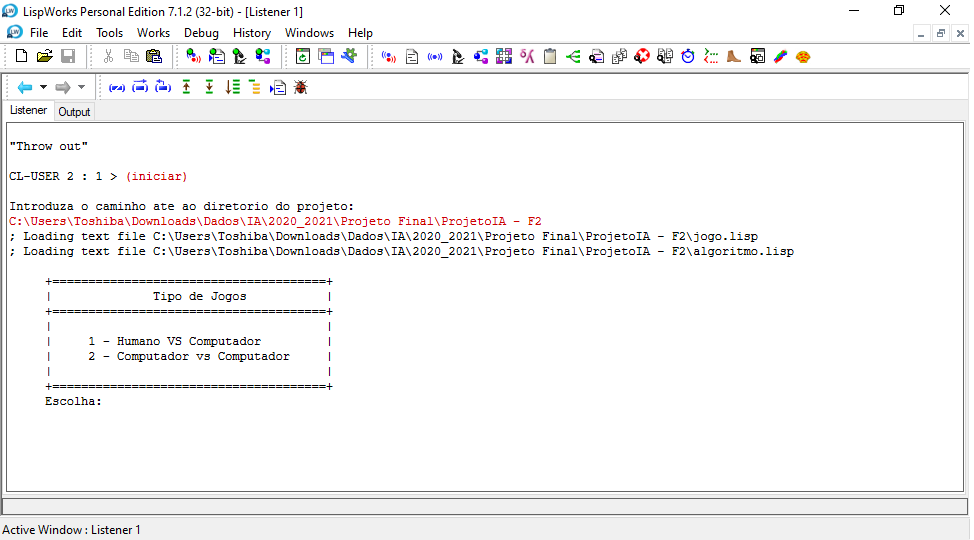 LispWorks Personal Edition 7.1.2 (32-bit) - [Listener 1]
File Edit Tools Works Debug History Windows Help
Listener Output
"Throw out"
CL-USER 2 : 1 > (iniciar)
Introduza o caminho ate ao diretorio do projeto:
C:\Users\Toshiba\Downloads\Dados\IA\2020_2021\Projeto Final\ProjetoIA - F2
; Loading text file C:\Users\Toshiba\Downloads\Dados\IA\2020_2021\Projeto Final\ProjetoIA - F2\jogo.lisp
; Loading text file C:\Users\Toshiba\Downloads\Dados\IA\2020_2021\Projeto Final\ProjetoIA - F2\algoritmo.lisp
+======================================+
| Tipo de Jogos |
+======================================+
| |
| 1 - Humano VS Computador |
| 2 - Computador vs Computador |
| |
+======================================+
Escolha:
Active Window : Listener 1